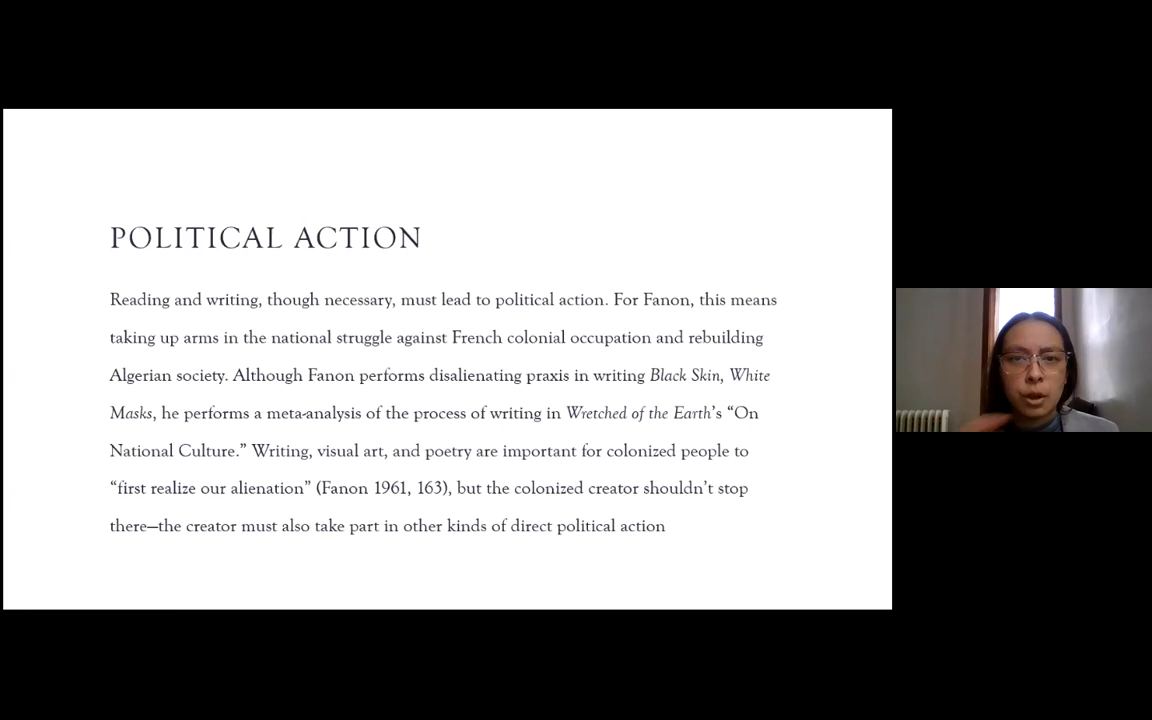 POLITICAL ACTION
Reading and writing, though necessary, must lead to political action. For Fanon, this means
taking up arms in the national struggle against French colonial occupation and rebuilding
Algerian society. Although Fanon performs disalienating praxis in writing Black Skin, White
Masks, he performs a meta-analysis of the process of writing in Wretched of the Earth’s “On
National Culture.” Writing, visual art, and poetry are important for colonized people to
“first realize our alienation” (Fanon 1961, 163), but the colonized creator shouldn’t stop
there—the creator must also take part in other kinds of direct political action